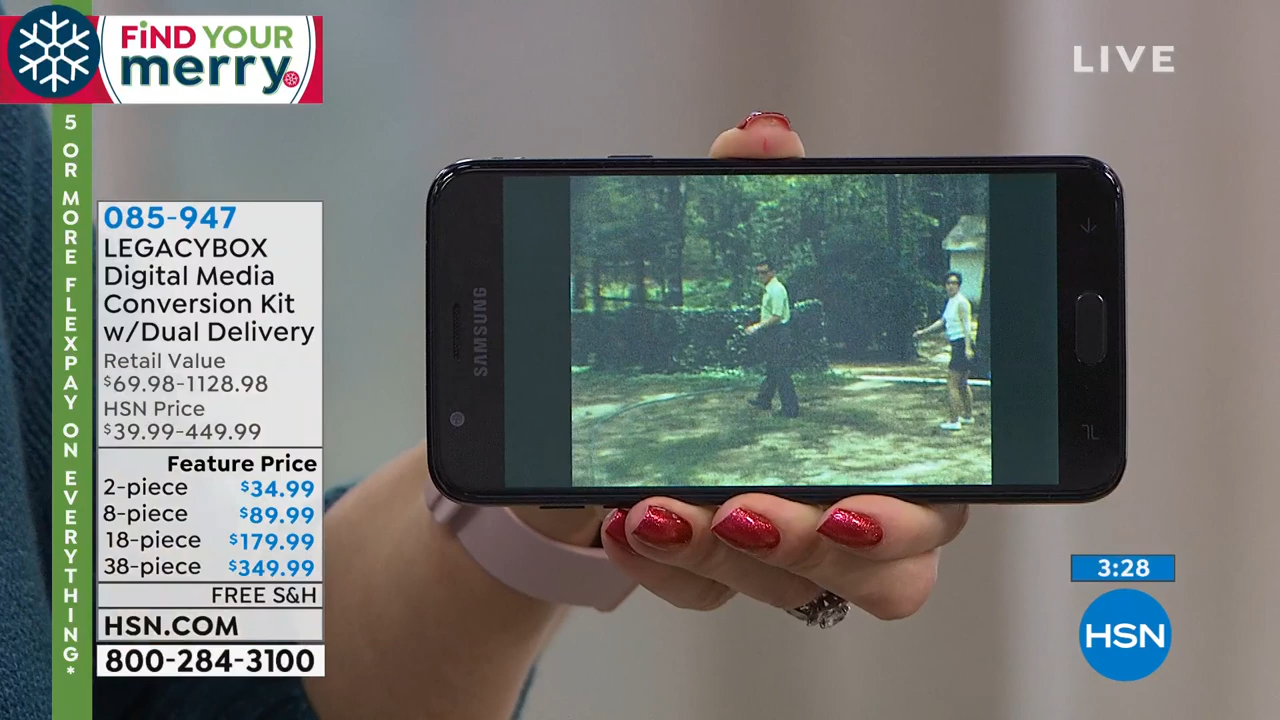 FiND YOUR
merry.
LIVE
5 OR MORE FLEXPAY ON EVERYTHING*
085-947
LEGACYBOX
Digital Media
Conversion Kit
w/Dual Delivery
Retail Value
$69.98-1128.98
HSN Price
$39.99-449.99
Feature Price
2-piece $34.99
8-piece $89.99
18-piece $179.99
38-piece $349.99
FREE S&H
HSN.COM
800-284-3100
SAMSUNG
3:28
HSN